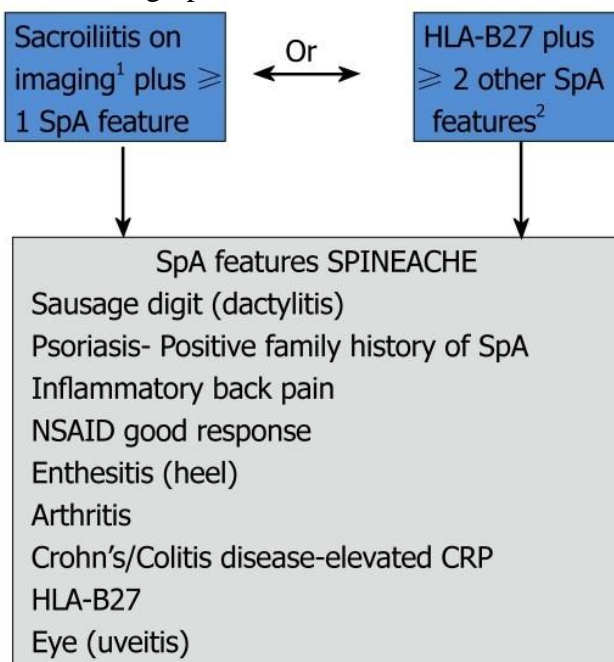 Sacroiliitis on
imaging1 plus ≥
1 SpA feature
Or
HLA-B27 plus
≥ 2 other SpA
features2
SpA features SPINEACHE
Sausage digit (dactylitis)
Psoriasis- Positive family history of SpA
Inflammatory back pain
NSAID good response
Enthesitis (heel)
Arthritis
Crohn’s/Colitis disease-elevated CRP
HLA-B27
Eye (uveitis)